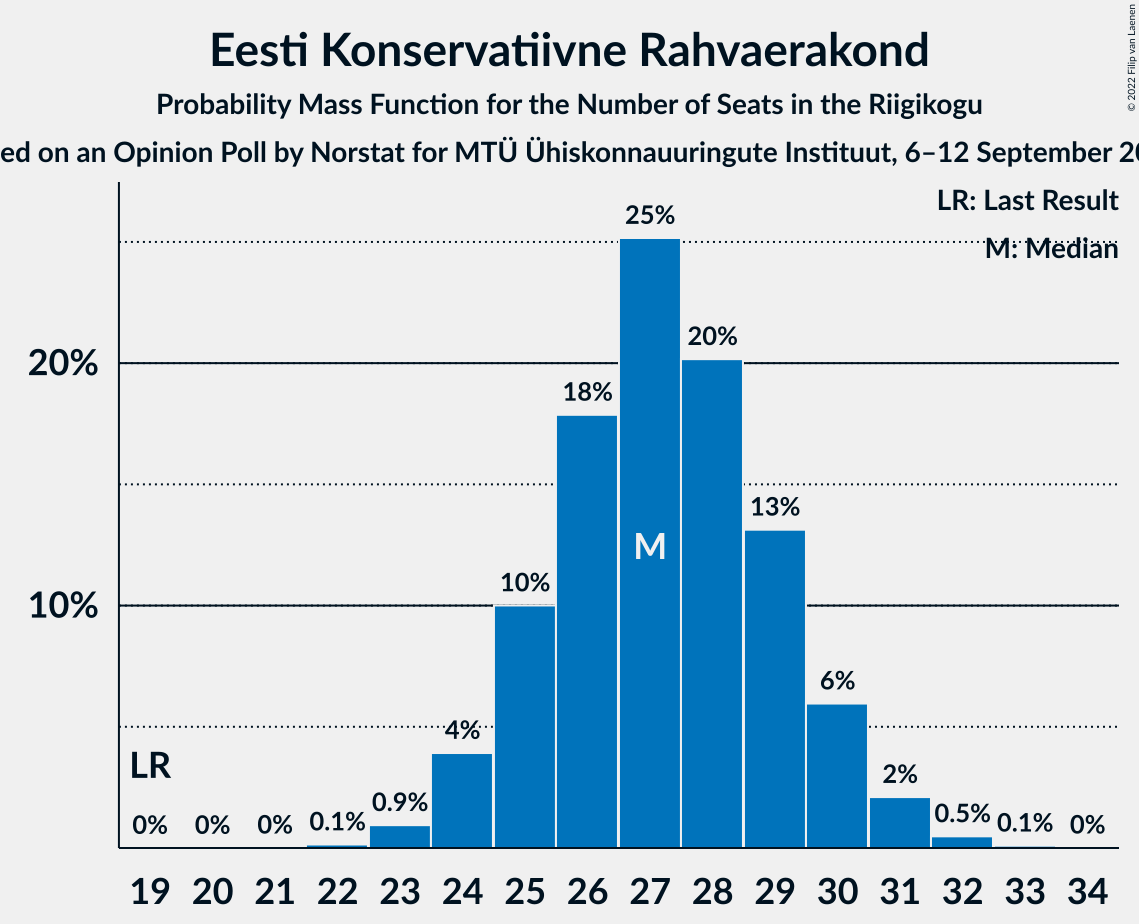 Eesti Konservatiivne Rahvaerakond
Probability Mass Function for the Number of Seats in the Riigikogu
ed on an Opinion Poll by Norstat for MTÜ Ühiskonnauuringute Instituut, 6–12 September 20
© 2022 Filip van Laenen
LR: Last Result
M: Median
20%
10%
LR
M
0% 0% 0% 0.1% 0.9% 4% 10% 18% 25% 20% 13% 6% 2% 0.5% 0.1% 0%
19 20 21 22 23 24 25 26 27 28 29 30 31 32 33 34